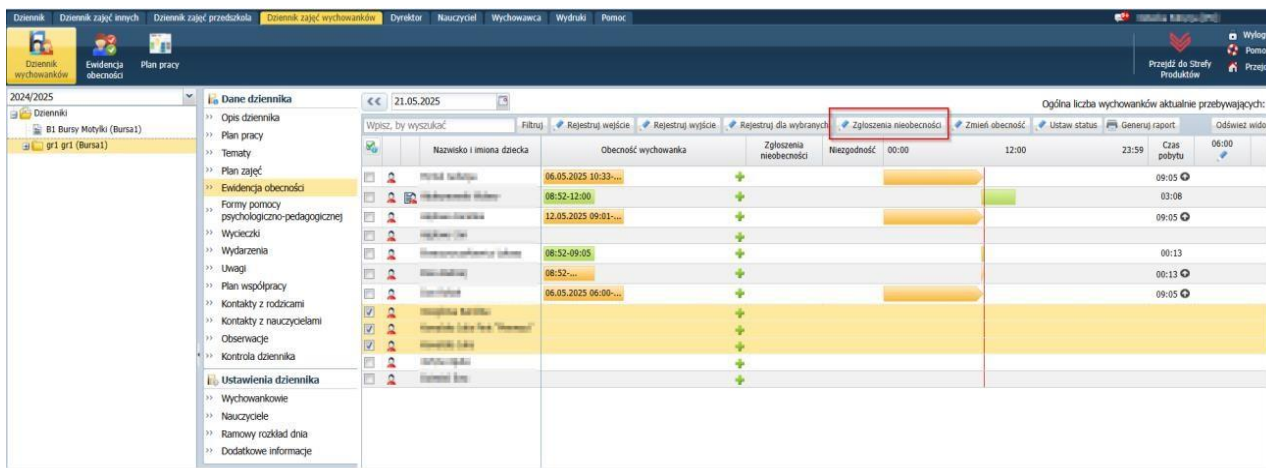 Dziennik Dziennik zajęć innych Dziennik zajęć przedszkola Dziennik zajęć wychowanków Dyrektor Nauczyciel Wychowawca Wydruki Pomoc
Dziennik wychowanków
Ewidencja obecności
Plan pracy
Przejdź do Strefy Produktów
Wylog
Pomo
Przejd
2024/2025
Dzienniki
B1 Bursy Motylki (Bursa1)
gr1 gr1 (Bursa1)
Dane dziennika
Opis dziennika
Plan pracy
Tematy
Plan zajęć
Ewidencja obecności
Formy pomocy
psychologiczno-pedagogicznej
Wycieczki
Wydarzenia
Uwagi
Plan współpracy
Kontakty z rodzicami
Kontakty z nauczycielami
Obserwacje
Kontrola dziennika
Ustawienia dziennika
Wychowankowie
Nauczyciele
Ramowy rozkład dnia
Dodatkowe informacje
<< 21.05.2025 Ogólna liczba wychowanków aktualnie przebywających:
Wpisz, by wyszukać Filtruj Rejestruj wejście Rejestruj wyjście Rejestruj dla wybranych Zgłoszenia nieobecności Zmień obecność Ustaw status Generuj raport Odśwież wido
Nazwisko i imiona dziecka Obecność wychowanka Zgłoszenia nieobecności Niezgodność 00:00 12:00 23:59 Czas pobytu 06:00
06.05.2025 10:33-... 09:05
08:52-12:00 03:08
12.05.2025 09:01-... 09:05
08:52-09:05 00:13
08:52-... 00:13
06.05.2025 06:00-... 09:05